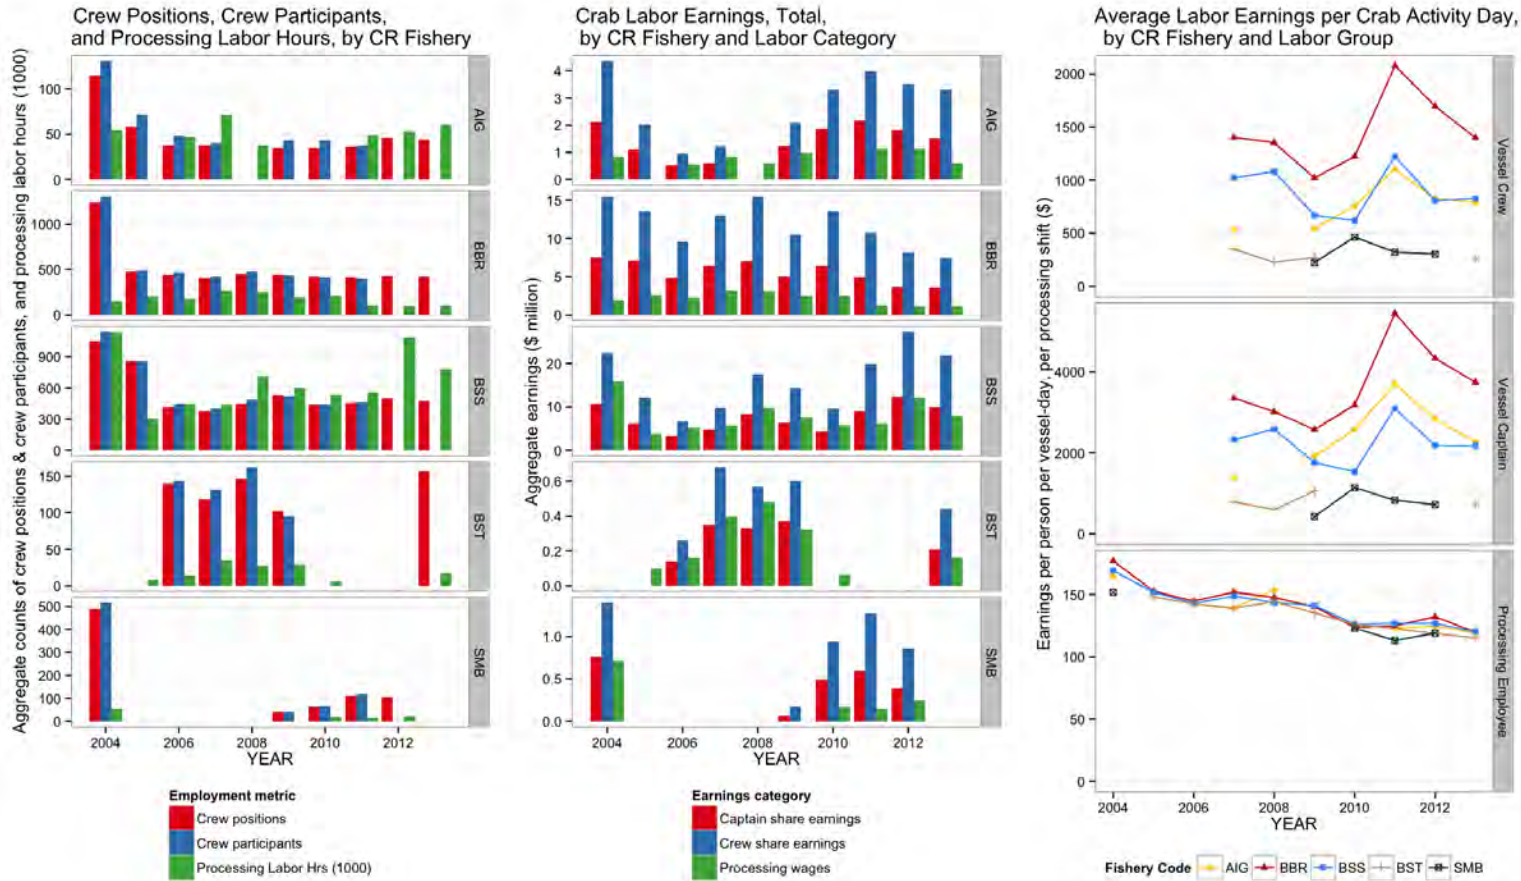 Crew Positions, Crew Participants,
and Processing Labor Hours, by CR Fishery
Aggregate counts of crew positions & crew participants, and processing labor hours (1000)
100
50
0
AIG
1000
500
0
BBR
900
600
300
0
BSS
150
100
50
0
BST
500
400
300
200
100
0
SMB
2004
2006
2008
2010
2012
YEAR
Employment metric
Crew positions
Crew participants
Processing Labor Hrs (1000)
Crab Labor Earnings, Total,
by CR Fishery and Labor Category
Aggregate earnings ($ million)
4
3
2
1
0
AIG
15
10
5
0
BBR
20
10
0
BSS
0.6
0.4
0.2
0.0
BST
1.0
0.5
0.0
SMB
2004
2006
2008
2010
2012
YEAR
Earnings category
Captain share earnings
Crew share earnings
Processing wages
Average Labor Earnings per Crab Activity Day,
by CR Fishery and Labor Group
Earnings per person per vessel-day, per processing shift ($)
2000
1500
1000
500
0
Vessel Crew
4000
2000
0
Vessel Captain
150
100
50
0
Processing Employee
2004
2006
2008
2010
2012
YEAR
Fishery Code AIG BBR BSS BST SMB